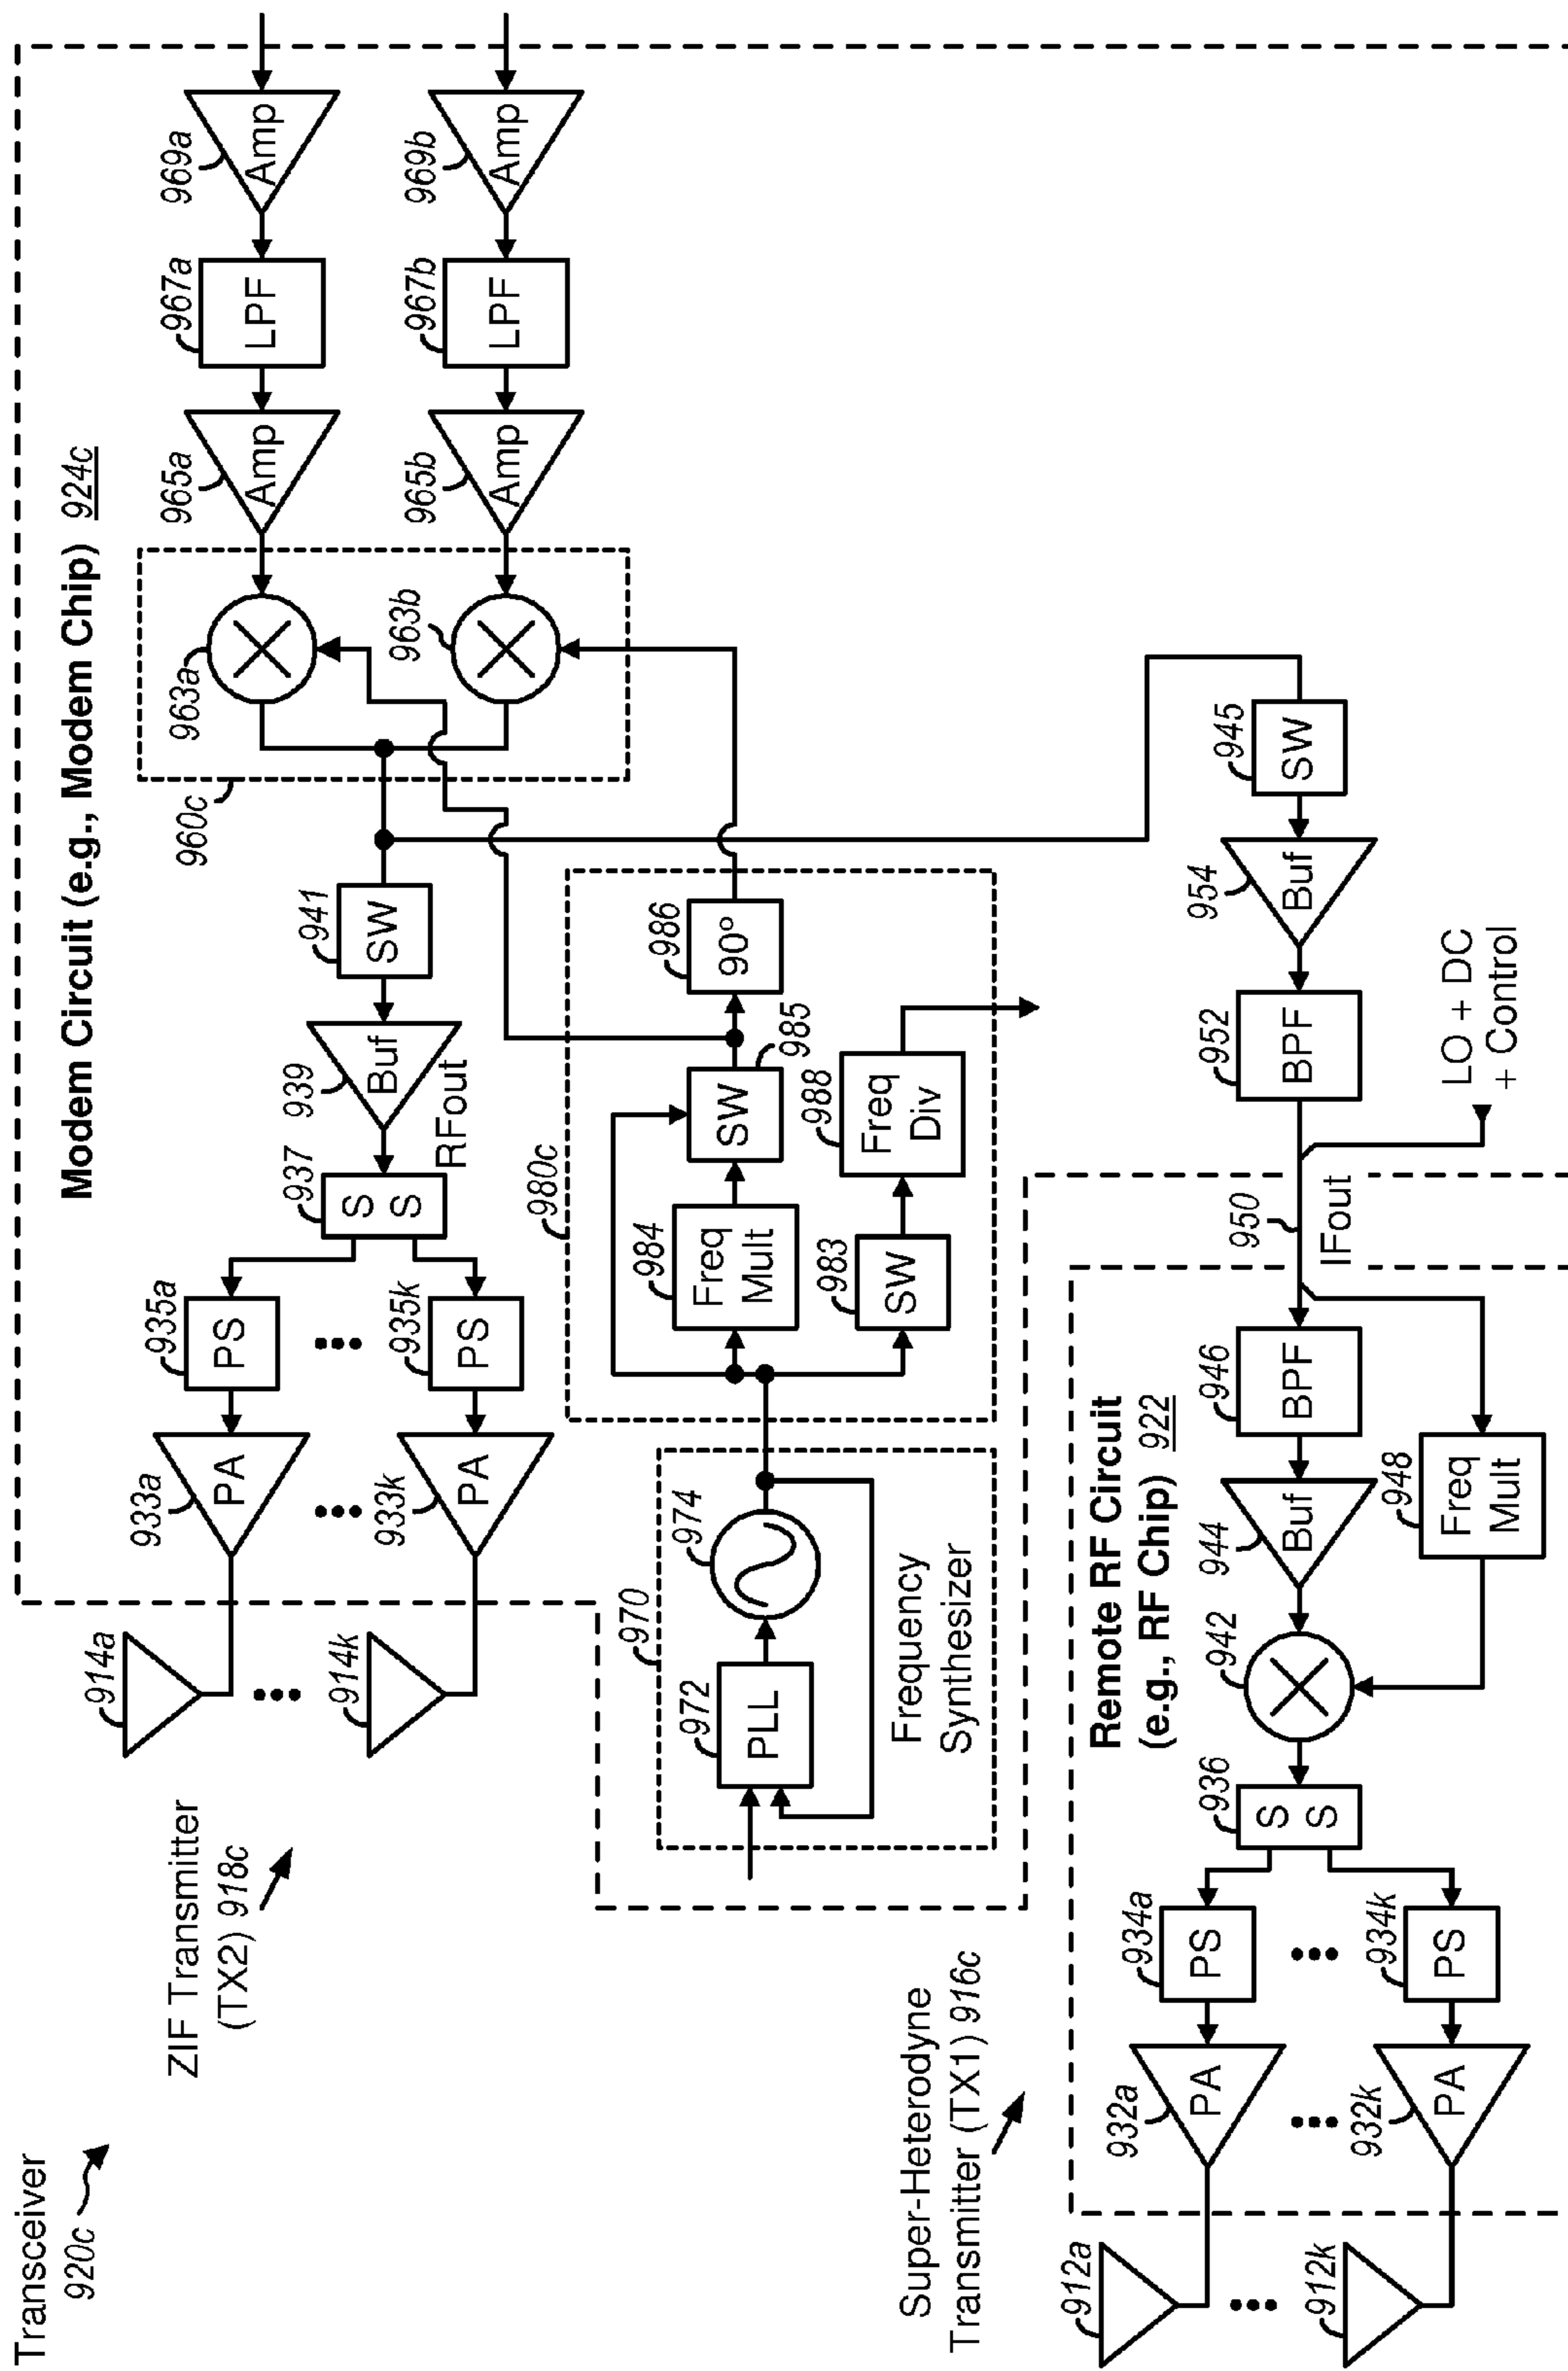 Transceiver
920c
ZIF Transmitter
(TX2) 918c
Super-Heterodyne
Transmitter (TX1) 916c
Modem Circuit (e.g., Modem Chip) 924c
914a
914k
933a
PA
933k
PA
935a
PS
935k
PS
937
S
S
RFout
939
Buf
941
SW
960c
963a
963b
965a
Amp
965b
Amp
967a
LPF
967b
LPF
969a
Amp
969b
Amp
970
972
PLL
974
Frequency
Synthesizer
980c
984
Freq
Mult
983
SW
SW
985
988
Freq
Div
986
90°
Remote RF Circuit
(e.g., RF Chip) 922
912a
912k
932a
PA
932k
PA
934a
PS
934k
PS
936
S
S
942
944
Buf
946
BPF
948
Freq
Mult
950
IFout
952
BPF
LO + DC
+ Control
954
Buf
945
SW